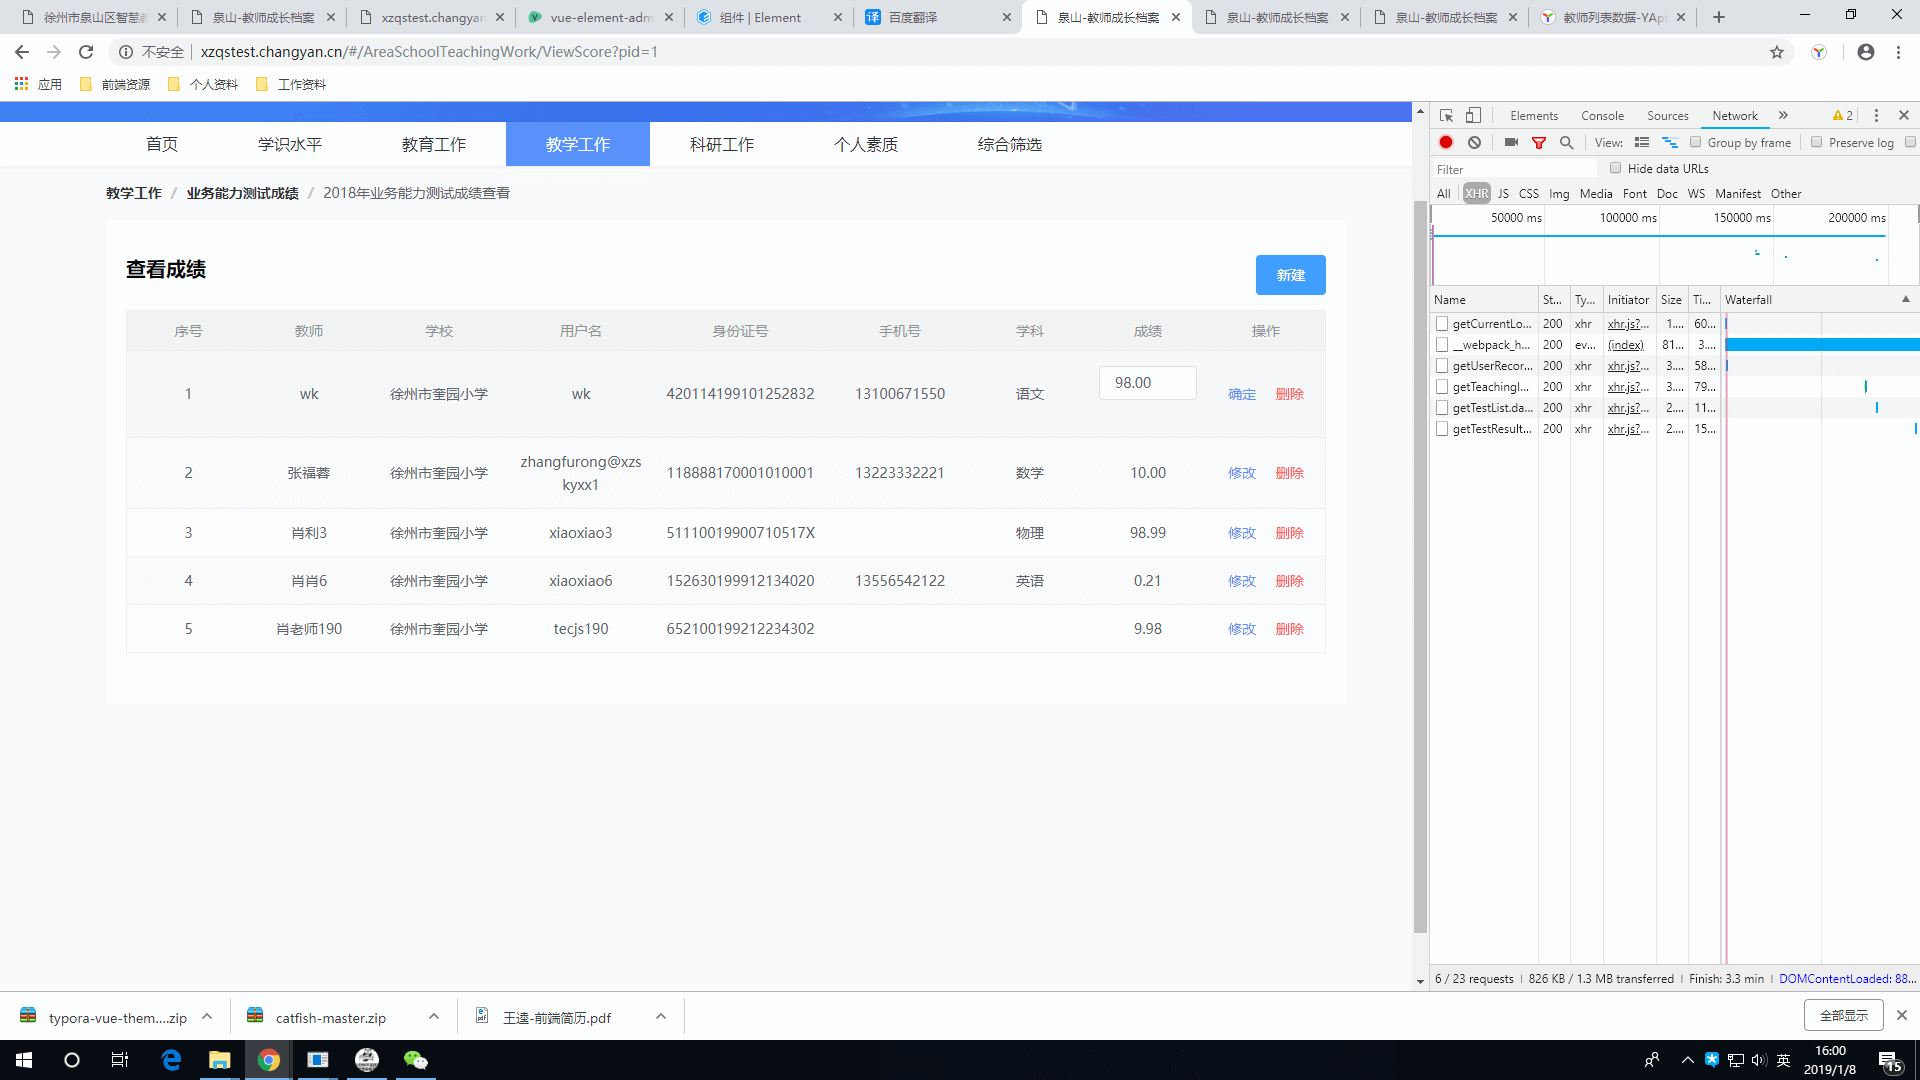 徐州市泉山区智慧教
泉山-教师成长档案
xzqstest.changyan
vue-element-adm
组件 | Element
百度翻译
泉山-教师成长档案
泉山-教师成长档案
泉山-教师成长档案
教师列表数据-YApi
不安全 xzqstest.changyan.cn/#/AreaSchoolTeachingWork/ViewScore?pid=1
应用 前端资源 个人资料 工作资料
首页 学识水平 教育工作 教学工作 科研工作 个人素质 综合筛选
教学工作 / 业务能力测试成绩 / 2018年业务能力测试成绩查看
查看成绩
新建
序号 教师 学校 用户名 身份证号 手机号 学科 成绩 操作
1 wk 徐州市奎园小学 wk 420114199101252832 13100671550 语文 98.00 确定 删除
2 张福蓉 徐州市奎园小学 zhangfurong@xzs
kyxx1 118888170001010001 13223332221 数学 10.00 修改 删除
3 肖利3 徐州市奎园小学 xiaoxiao3 51110019900710517X 物理 98.99 修改 删除
4 肖肖6 徐州市奎园小学 xiaoxiao6 152630199912134020 13556542122 英语 0.21 修改 删除
5 肖老师190 徐州市奎园小学 tecjs190 652100199212234302 9.98 修改 删除
Elements Console Sources Network 2
View: Group by frame Preserve log
Filter Hide data URLs
All XHR JS CSS Img Media Font Doc WS Manifest Other
50000 ms 100000 ms 150000 ms 200000 ms
Name St... Ty... Initiator Size Ti... Waterfall
getCurrentLo... 200 xhr xhr.js?... 1.... 60...
__webpack_h... 200 ev... (index) 81... 3....
getUserRecor... 200 xhr xhr.js?... 3.... 58...
getTeachingI... 200 xhr xhr.js?... 3.... 79...
getTestList.da... 200 xhr xhr.js?... 2.... 11...
getTestResult... 200 xhr xhr.js?... 2.... 15...
6 / 23 requests 826 KB / 1.3 MB transferred Finish: 3.3 min DOMContentLoaded: 88...
typora-vue-them....zip
catfish-master.zip
王逵-前端简历.pdf
全部显示
英
16:00
2019/1/8
15